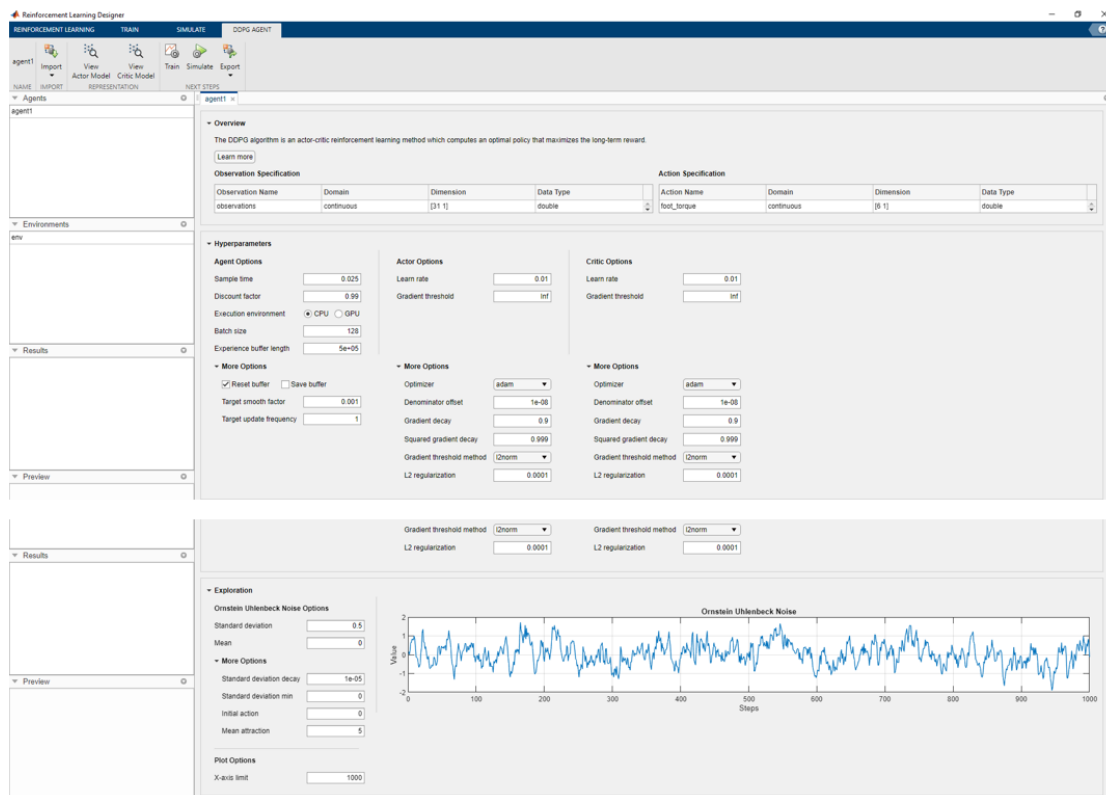 Reinforcement Learning Designer
REINFORCEMENT LEARNING TRAIN SIMULATE DDPG AGENT
agent1 Import View Actor Model View Critic Model Train Simulate Export
NAME IMPORT REPRESENTATION NEXT STEPS
Agents
agent1
Environments
env
Results
Preview
agent1 ×
Overview
The DDPG algorithm is an actor-critic reinforcement learning method which computes an optimal policy that maximizes the long-term reward.
Learn more
Observation Specification
Observation Name Domain Dimension Data Type
observations continuous [31 1] double
Action Specification
Action Name Domain Dimension Data Type
foot_torque continuous [6 1] double
Hyperparameters
Agent Options
Sample time 0.025
Discount factor 0.99
Execution environment CPU GPU
Batch size 128
Experience buffer length 5e+05
More Options
Reset buffer Save buffer
Target smooth factor 0.001
Target update frequency 1
Actor Options
Learn rate 0.01
Gradient threshold Inf
More Options
Optimizer adam
Denominator offset 1e-08
Gradient decay 0.9
Squared gradient decay 0.999
Gradient threshold method l2norm
L2 regularization 0.0001
Critic Options
Learn rate 0.01
Gradient threshold Inf
More Options
Optimizer adam
Denominator offset 1e-08
Gradient decay 0.9
Squared gradient decay 0.999
Gradient threshold method l2norm
L2 regularization 0.0001
Results
Preview
Gradient threshold method l2norm Gradient threshold method l2norm
L2 regularization 0.0001 L2 regularization 0.0001
Exploration
Ornstein Uhlenbeck Noise Options
Standard deviation 0.5
Mean 0
More Options
Standard deviation decay 1e-05
Standard deviation min 0
Initial action 0
Mean attraction 5
Plot Options
X-axis limit 1000
Ornstein Uhlenbeck Noise
Value
2
1
0
-1
-2
0 100 200 300 400 500 600 700 800 900 1000
Steps